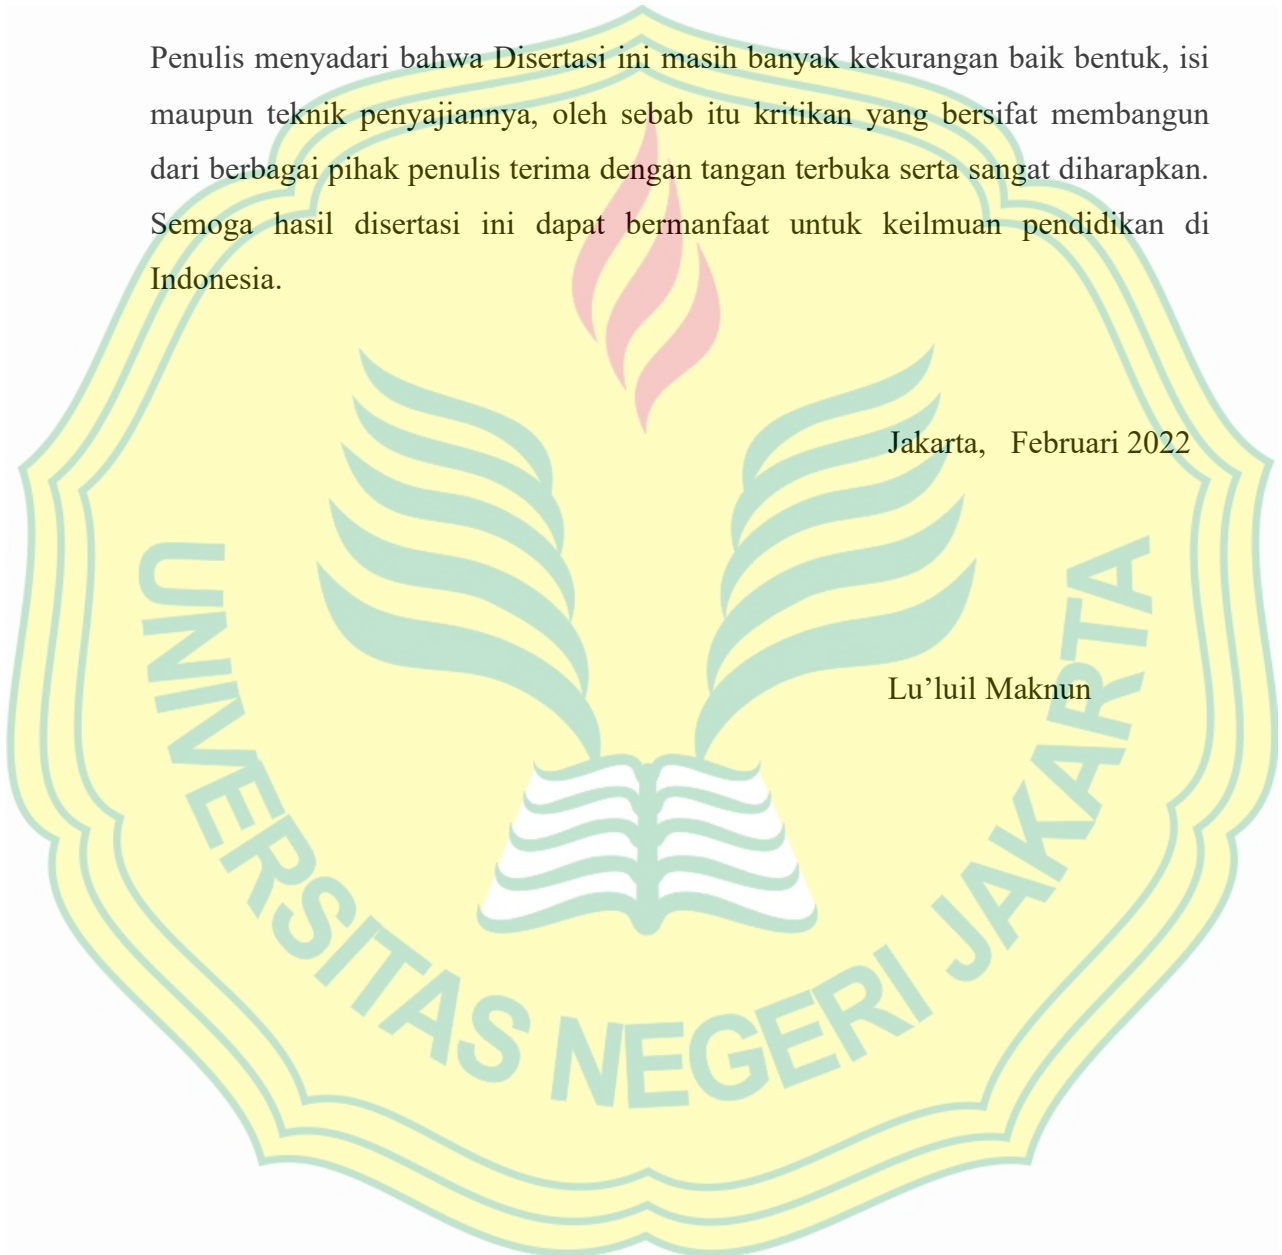 Penulis menyadari bahwa Disertasi ini masih banyak kekurangan baik bentuk, isi
maupun teknik penyajiannya, oleh sebab itu kritikan yang bersifat membangun
dari berbagai pihak penulis terima dengan tangan terbuka serta sangat diharapkan.
Semoga hasil disertasi ini dapat bermanfaat untuk keilmuan pendidikan di
Indonesia.
Jakarta, Februari 2022
Lu’luil Maknun
UNIVERSITAS NEGERI JAKARTA